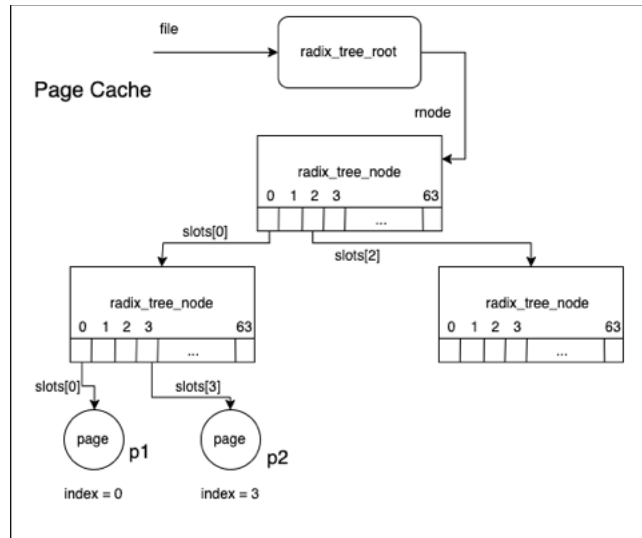 file
radix_tree_root
Page Cache
rnode
radix_tree_node
0 1 2 3 63
...
slots[0]
slots[2]
radix_tree_node
0 1 2 3 63
...
radix_tree_node
0 1 2 3 63
...
slots[0]
slots[3]
page
p1
page
p2
index = 0
index = 3